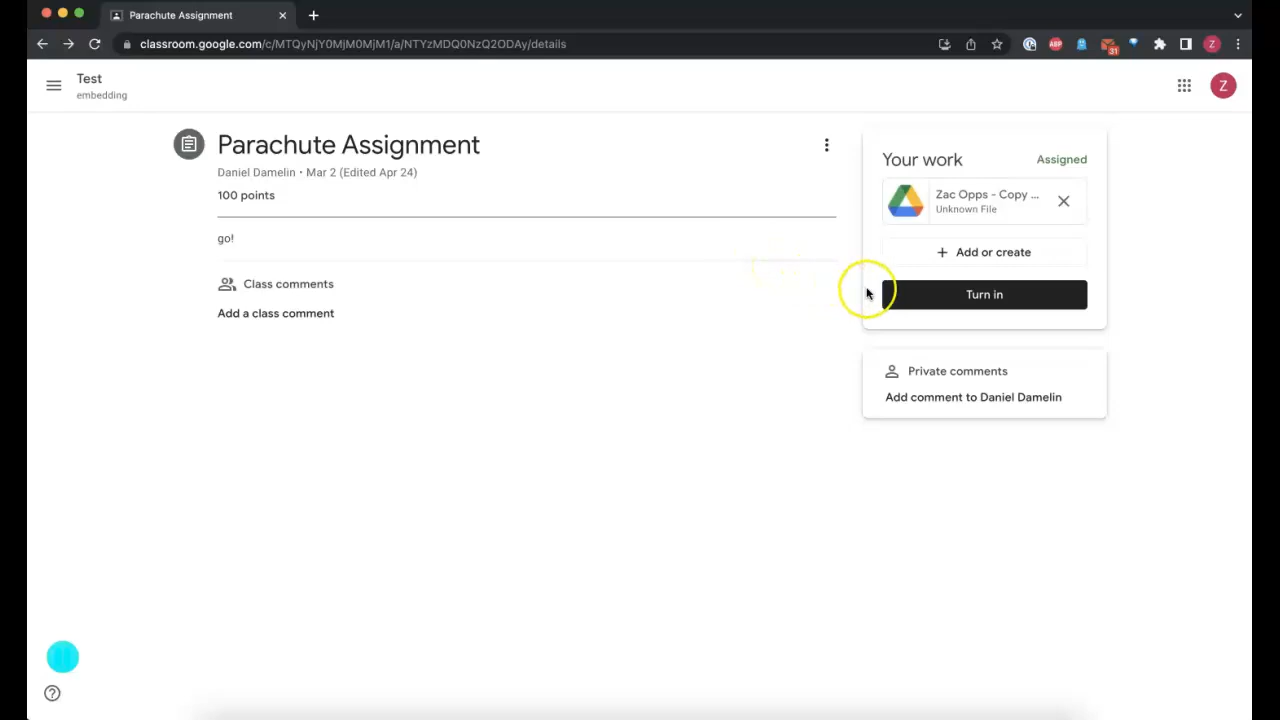 Parachute Assignment
classroom.google.com/c/MTQyNjY0MjM0MjM1/a/NTYzMDQ0NzQ2ODAy/details
ABP
31
Z
Test
embedding
Z
Parachute Assignment
Daniel Damelin • Mar 2 (Edited Apr 24)
100 points
go!
Class comments
Add a class comment
Your work
Assigned
Zac Opps - Copy ...
Unknown File
+ Add or create
Turn in
Private comments
Add comment to Daniel Damelin